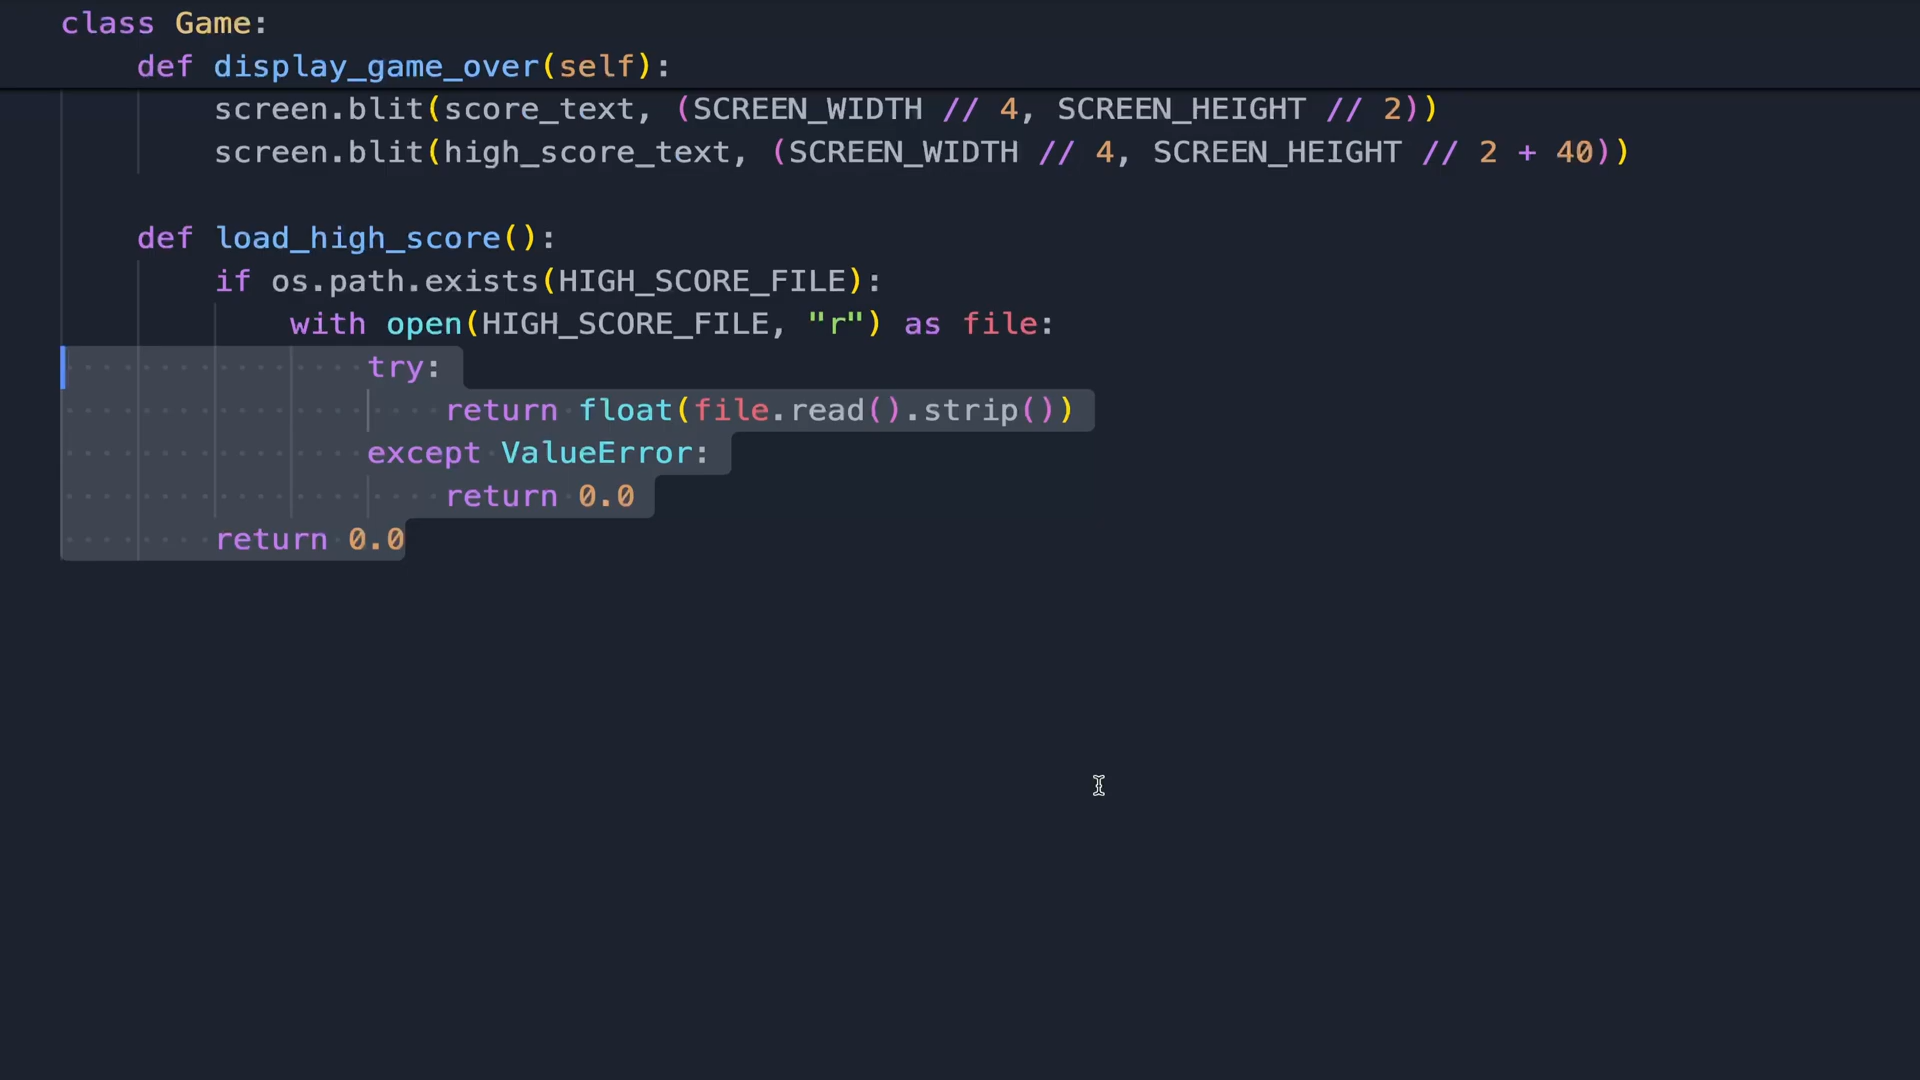 class Game:
def display_game_over(self):
screen.blit(score_text, (SCREEN_WIDTH // 4, SCREEN_HEIGHT // 2))
screen.blit(high_score_text, (SCREEN_WIDTH // 4, SCREEN_HEIGHT // 2 + 40))
def load_high_score():
if os.path.exists(HIGH_SCORE_FILE):
with open(HIGH_SCORE_FILE, "r") as file:
try:
return float(file.read().strip())
except ValueError:
return 0.0
return 0.0